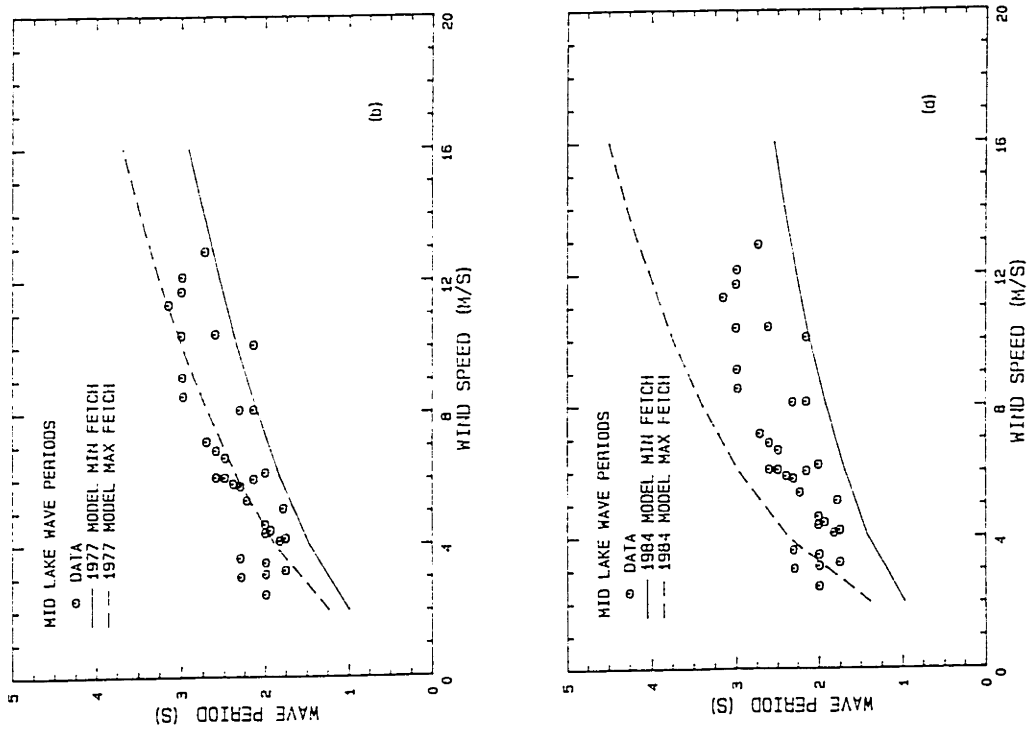 MID LAKE WAVE PERIODS
DATA
1977 MODEL MIN FETCH
1977 MODEL MAX FETCH
(b)
WAVE PERIOD (S)
5
4
3
2
1
0
0
4
8
12
16
20
WIND SPEED (M/S)
MID LAKE WAVE PERIODS
DATA
1984 MODEL MIN FETCH
1984 MODEL MAX FETCH
(d)
WAVE PERIOD (S)
5
4
3
2
1
0
0
4
8
12
16
20
WIND SPEED (M/S)